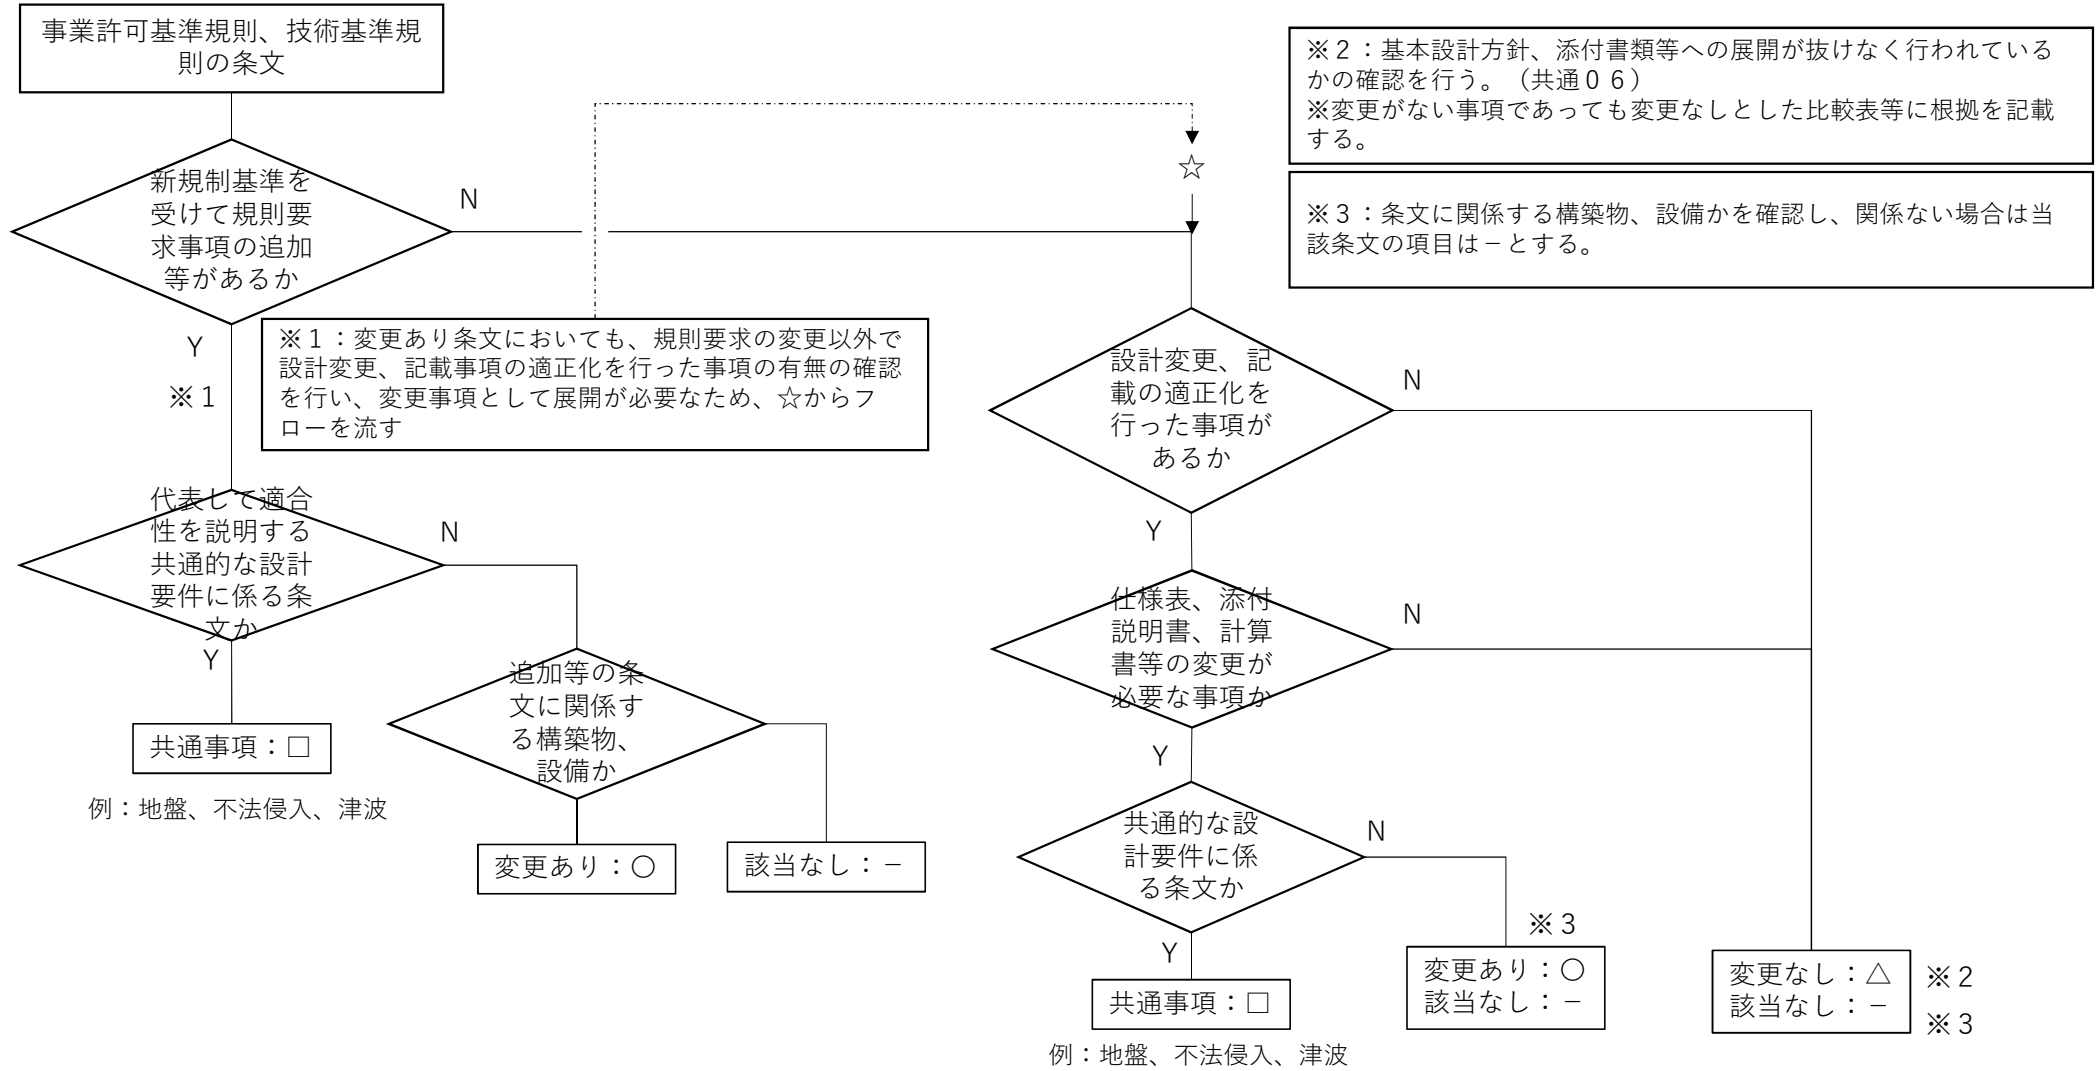 事業許可基準規則、技術基準規
則の条文
※２：基本設計方針、添付書類等への展開が抜けなく行われている
かの確認を行う。（共通０６）
※変更がない事項であっても変更なしとした比較表等に根拠を記載
する。
☆
※３：条文に関係する構築物、設備かを確認し、関係ない場合は当
該条文の項目は－とする。
新規制基準を
受けて規則要
求事項の追加
等があるか
N
Y
※１
※１：変更あり条文においても、規則要求の変更以外で
設計変更、記載事項の適正化を行った事項の有無の確認
を行い、変更事項として展開が必要なため、☆からフ
ローを流す
代表して適合
性を説明する
共通的な設計
要件に係る条
文か
N
Y
共通事項：□
例：地盤、不法侵入、津波
追加等の条
文に関係す
る構築物、
設備か
変更あり：○
該当なし：－
設計変更、記
載の適正化を
行った事項が
あるか
N
Y
仕様表、添付
説明書、計算
書等の変更が
必要な事項か
N
Y
共通的な設
計要件に係
る条文か
N
Y
共通事項：□
例：地盤、不法侵入、津波
※３
変更あり：○
該当なし：－
変更なし：△
該当なし：－
※２
※３